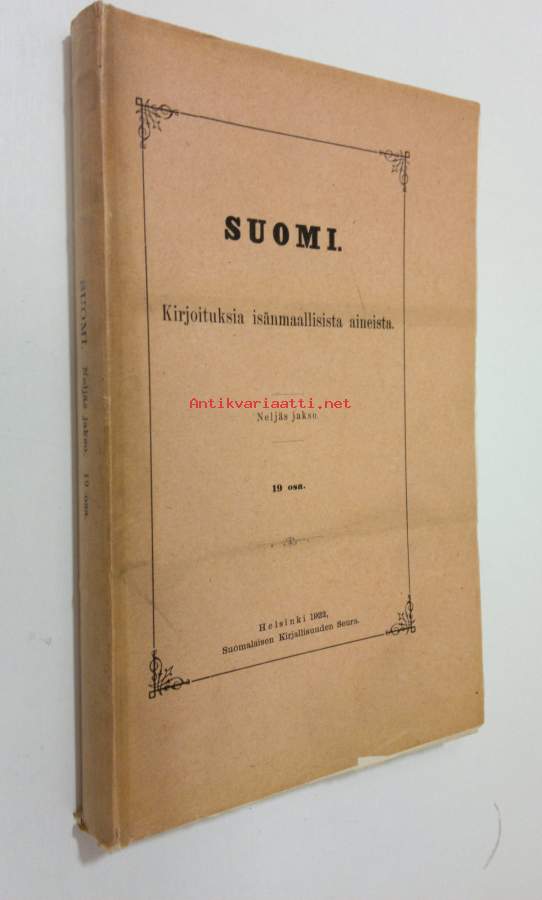 SUOMI.
Kirjoituksia isänmaallisista aineista.
Antikvariaatti.net
Neljäs jakso.
19 osa.
Helsinki 1922,
Suomalaisen Kirjallisuuden Seura.
SUOMI. Neljäs jakso. 19 osa.